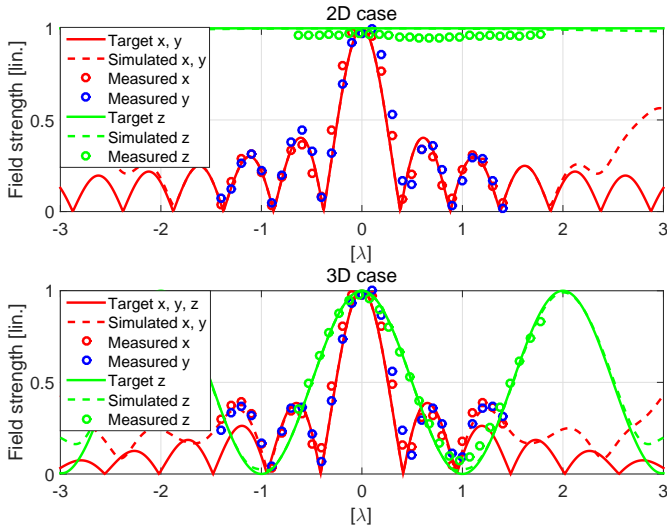 2D case
Field strength [lin.]
1
0.5
0
Target x, y
Simulated x, y
Measured x
Measured y
Target z
Simulated z
Measured z
-3 -2 -1 0 1 2 3
[λ]
3D case
Field strength [lin.]
1
0.5
0
Target x, y, z
Simulated x, y
Measured x
Measured y
Target z
Simulated z
Measured z
-3 -2 -1 0 1 2 3
[λ]